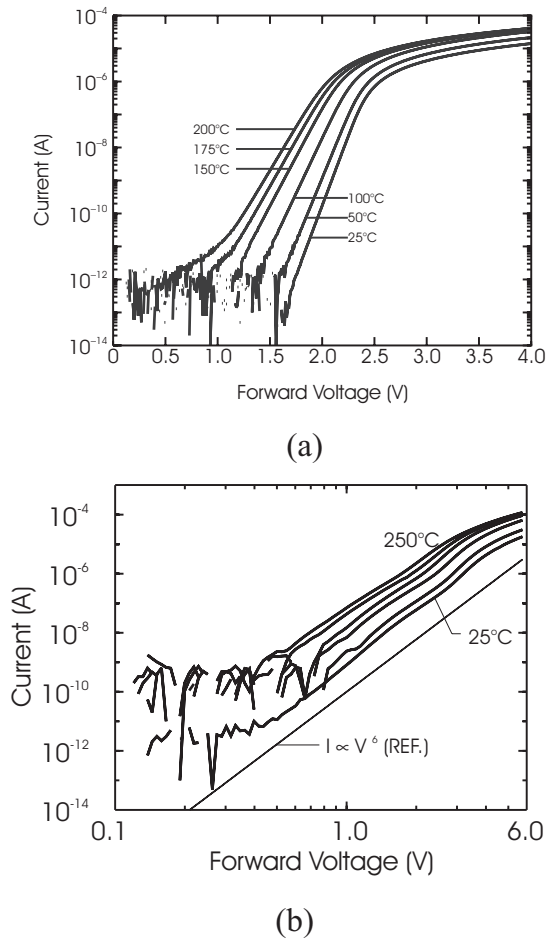 10⁻⁴
10⁻⁶
10⁻⁸
10⁻¹⁰
10⁻¹²
10⁻¹⁴
Current (A)
200°C
175°C
150°C
100°C
50°C
25°C
0 0.5 1.0 1.5 2.0 2.5 3.0 3.5 4.0
Forward Voltage (V)
(a)
10⁻⁴
10⁻⁶
10⁻⁸
10⁻¹⁰
10⁻¹²
10⁻¹⁴
Current (A)
250°C
25°C
I ∝ V⁶ (REF.)
0.1 1.0 6.0
Forward Voltage (V)
(b)